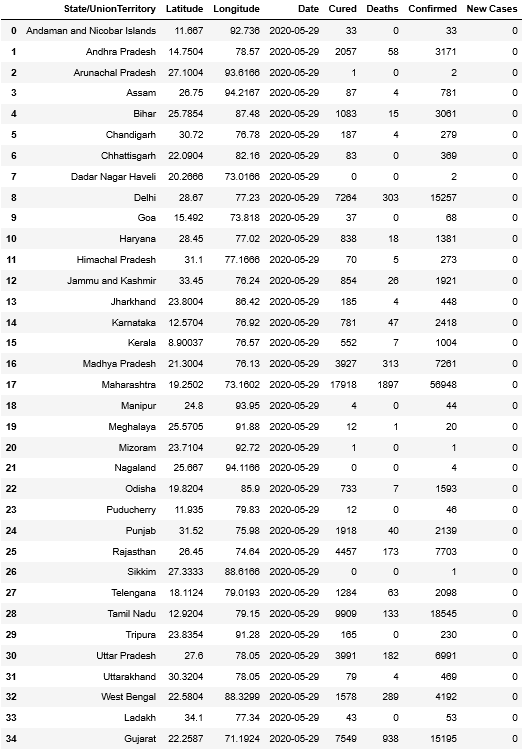 State/UnionTerritory Latitude Longitude Date Cured Deaths Confirmed New Cases
0 Andaman and Nicobar Islands 11.667 92.736 2020-05-29 33 0 33 0
1 Andhra Pradesh 14.7504 78.57 2020-05-29 2057 58 3171 0
2 Arunachal Pradesh 27.1004 93.6166 2020-05-29 1 0 2 0
3 Assam 26.75 94.2167 2020-05-29 87 4 781 0
4 Bihar 25.7854 87.48 2020-05-29 1083 15 3061 0
5 Chandigarh 30.72 76.78 2020-05-29 187 4 279 0
6 Chhattisgarh 22.0904 82.16 2020-05-29 83 0 369 0
7 Dadar Nagar Haveli 20.2666 73.0166 2020-05-29 0 0 2 0
8 Delhi 28.67 77.23 2020-05-29 7264 303 15257 0
9 Goa 15.492 73.818 2020-05-29 37 0 68 0
10 Haryana 28.45 77.02 2020-05-29 838 18 1381 0
11 Himachal Pradesh 31.1 77.1666 2020-05-29 70 5 273 0
12 Jammu and Kashmir 33.45 76.24 2020-05-29 854 26 1921 0
13 Jharkhand 23.8004 86.42 2020-05-29 185 4 448 0
14 Karnataka 12.5704 76.92 2020-05-29 781 47 2418 0
15 Kerala 8.90037 76.57 2020-05-29 552 7 1004 0
16 Madhya Pradesh 21.3004 76.13 2020-05-29 3927 313 7261 0
17 Maharashtra 19.2502 73.1602 2020-05-29 17918 1897 56948 0
18 Manipur 24.8 93.95 2020-05-29 4 0 44 0
19 Meghalaya 25.5705 91.88 2020-05-29 12 1 20 0
20 Mizoram 23.7104 92.72 2020-05-29 1 0 1 0
21 Nagaland 25.667 94.1166 2020-05-29 0 0 4 0
22 Odisha 19.8204 85.9 2020-05-29 733 7 1593 0
23 Puducherry 11.935 79.83 2020-05-29 12 0 46 0
24 Punjab 31.52 75.98 2020-05-29 1918 40 2139 0
25 Rajasthan 26.45 74.64 2020-05-29 4457 173 7703 0
26 Sikkim 27.3333 88.6166 2020-05-29 0 0 1 0
27 Telengana 18.1124 79.0193 2020-05-29 1284 63 2098 0
28 Tamil Nadu 12.9204 79.15 2020-05-29 9909 133 18545 0
29 Tripura 23.8354 91.28 2020-05-29 165 0 230 0
30 Uttar Pradesh 27.6 78.05 2020-05-29 3991 182 6991 0
31 Uttarakhand 30.3204 78.05 2020-05-29 79 4 469 0
32 West Bengal 22.5804 88.3299 2020-05-29 1578 289 4192 0
33 Ladakh 34.1 77.34 2020-05-29 43 0 53 0
34 Gujarat 22.2587 71.1924 2020-05-29 7549 938 15195 0